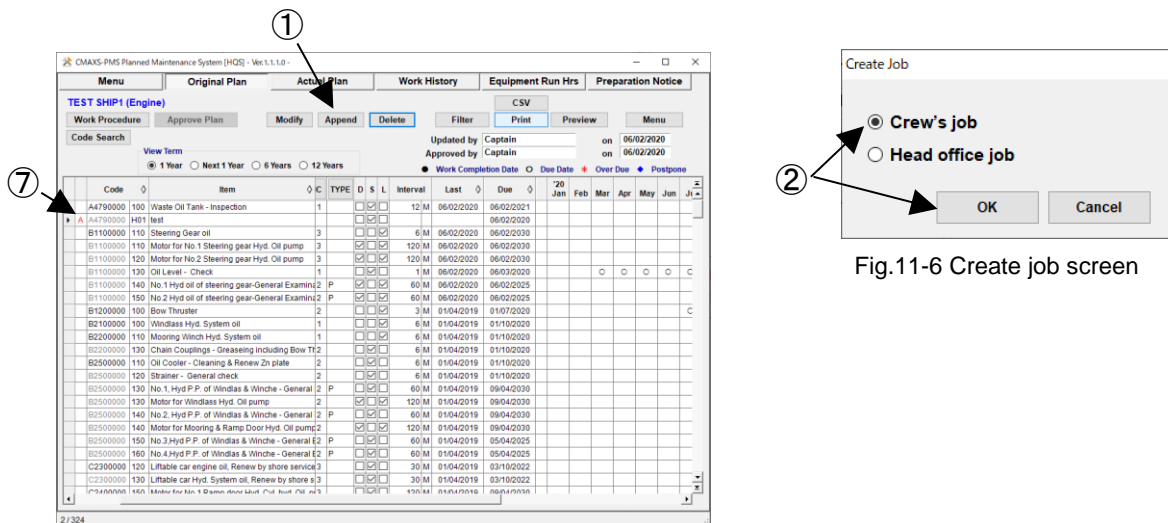 ①
CMAXS-PMS Planned Maintenance System [HQS] - Ver.1.1.1.0 -
Menu Original Plan Actual Plan Work History Equipment Run Hrs Preparation Notice
TEST SHIP1 (Engine) CSV
Work Procedure Approve Plan Modify Append Delete Filter Print Preview Menu
Code Search Updated by Captain on 06/02/2020
View Term Approved by Captain on 06/02/2020
1 Year Next 1 Year 6 Years 12 Years
● Work Completion Date O Due Date * Over Due ◆ Postpone
⑦
Code ◊ Item ◊ C TYPE D S L Interval Last ◊ Due ◊ '20 Jan Feb Mar Apr May Jun
A4790000 100 Waste Oil Tank - Inspection 1 12 M 06/02/2020 06/02/2021
A A4790000 H01 test 06/02/2020
B1100000 110 Steering Gear oil 3 6 M 06/02/2020 06/02/2030
B1100000 110 Motor for No.1 Steering gear Hyd. Oil pump 3 120 M 06/02/2020 06/02/2030
B1100000 120 Motor for No.2 Steering gear Hyd. Oil pump 3 120 M 06/02/2020 06/02/2030
B1100000 130 Oil Level - Check 1 1 M 06/02/2020 06/03/2020 O O O O O
B1100000 140 No.1 Hyd oil of steering gear-General Examina 2 P 60 M 06/02/2020 06/02/2025
B1100000 150 No.2 Hyd oil of steering gear-General Examina 2 P 60 M 06/02/2020 06/02/2025
B1200000 100 Bow Thruster 2 3 M 01/04/2019 01/07/2020
B2100000 100 Windlass Hyd. System oil 1 6 M 01/04/2019 01/10/2020
B2200000 110 Mooring Winch Hyd. System oil 1 6 M 01/04/2019 01/10/2020
B2200000 130 Chain Couplings - Greaseing including Bow Th 2 6 M 01/04/2019 01/10/2020
B2500000 110 Oil Cooler - Cleaning & Renew Zn plate 2 6 M 01/04/2019 01/10/2020
B2500000 120 Strainer - General check 2 6 M 01/04/2019 01/10/2020
B2500000 130 No.1, Hyd P.P. of Windlas & Winche - General 2 P 60 M 01/04/2019 09/04/2030
B2500000 130 Motor for Windlass Hyd. Oil pump 2 120 M 01/04/2019 09/04/2030
B2500000 140 No.2, Hyd P.P. of Windlas & Winche - General 2 P 60 M 01/04/2019 09/04/2030
B2500000 140 Motor for Mooring & Ramp Door Hyd. Oil pump 2 120 M 01/04/2019 09/04/2030
B2500000 150 No.3,Hyd P.P. of Windlas & Winche - General E 2 P 60 M 01/04/2019 05/04/2025
B2500000 160 No.4,Hyd P.P. of Windlas & Winche - General E 2 P 60 M 01/04/2019 05/04/2025
C2300000 120 Liftable car engine oil, Renew by shore service 3 30 M 01/04/2019 03/10/2022
C2300000 130 Liftable car Hyd. System oil, Renew by shore s 3 30 M 01/04/2019 03/10/2022
C2400000 150 Motor for No.1 Ramp door Hyd. Cyl. hyd. Oil 3 120 M 01/04/2019 09/04/2030
2 / 324
Create Job
Crew's job
Head office job
②
OK Cancel
Fig.11-6 Create job screen